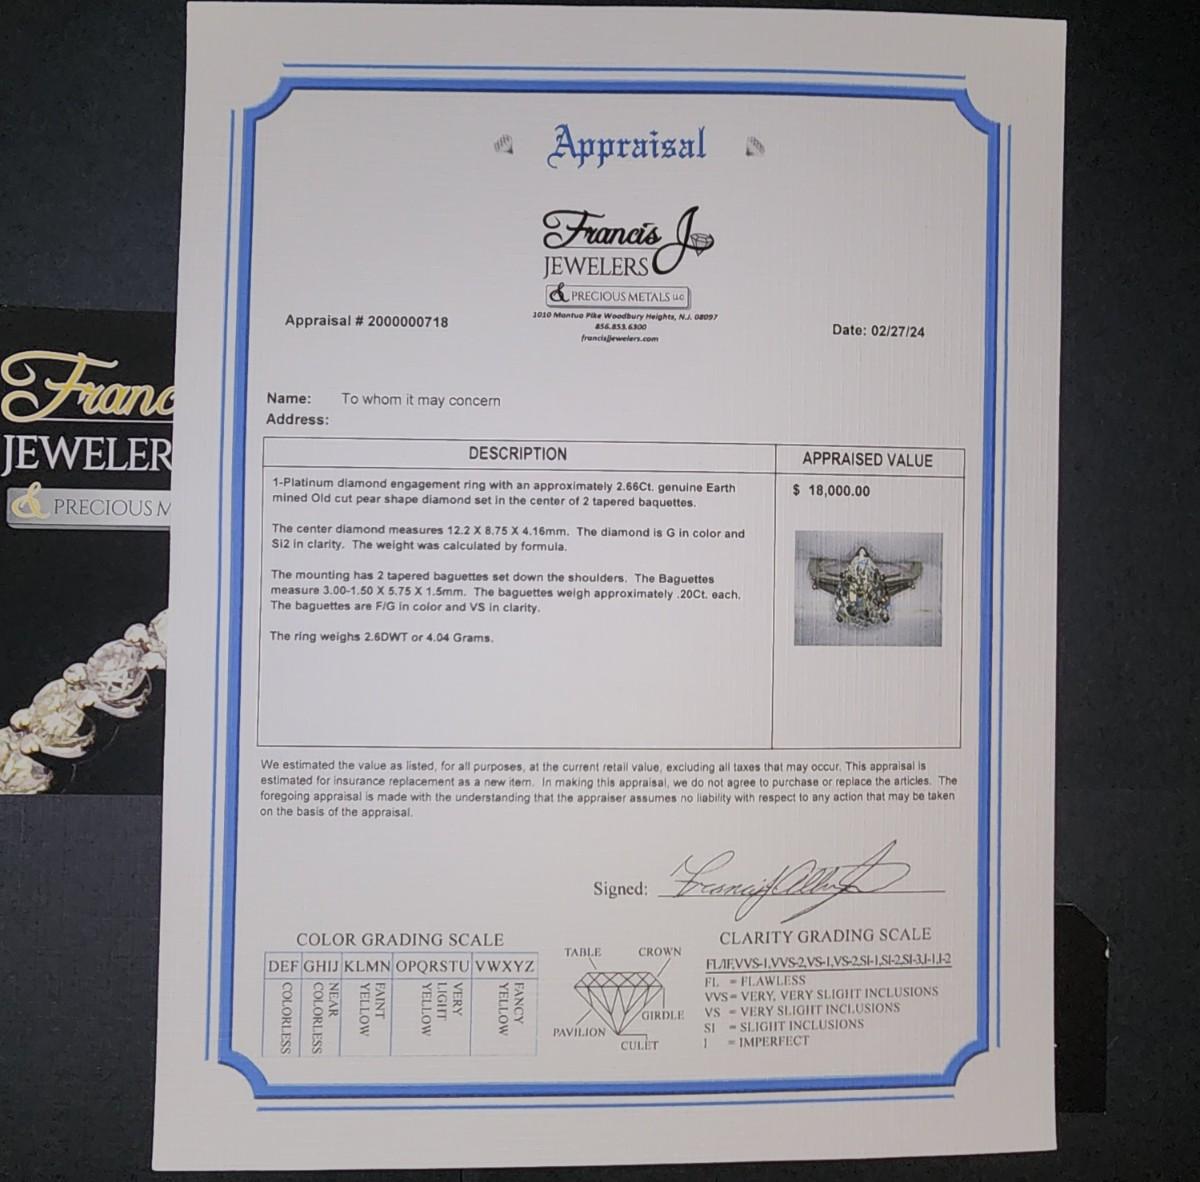 Appraisal
Francis J
JEWELERS
& PRECIOUS METALS LLC
1010 Mantua Pike Woodbury Heights, N.J. 08097
856.853.6300
francisjjewelers.com
Appraisal # 2000000718
Date: 02/27/24
Name: To whom it may concern
Address:
DESCRIPTION
APPRAISED VALUE
1-Platinum diamond engagement ring with an approximately 2.66Ct. genuine Earth
mined Old cut pear shape diamond set in the center of 2 tapered baquettes.
$ 18,000.00
The center diamond measures 12.2 X 8.75 X 4.16mm. The diamond is G in color and
Si2 in clarity. The weight was calculated by formula.
The mounting has 2 tapered baguettes set down the shoulders. The Baguettes
measure 3.00-1.50 X 5.75 X 1.5mm. The baguettes weigh approximately .20Ct. each.
The baguettes are F/G in color and VS in clarity.
The ring weighs 2.6DWT or 4.04 Grams.
We estimated the value as listed, for all purposes, at the current retail value, excluding all taxes that may occur. This appraisal is
estimated for insurance replacement as a new item. In making this appraisal, we do not agree to purchase or replace the articles. The
foregoing appraisal is made with the understanding that the appraiser assumes no liability with respect to any action that may be taken
on the basis of the appraisal.
Signed:
COLOR GRADING SCALE
DEF GHIJ KLMN OPQRSTU VWXYZ
COLORLESS
NEAR
COLORLESS
FAINT
YELLOW
VERY
LIGHT
YELLOW
FANCY
YELLOW
TABLE
CROWN
GIRDLE
PAVILION
CULET
CLARITY GRADING SCALE
FL/IF,VVS-1,VVS-2,VS-1,VS-2,SI-1,SI-2,SI-3,I-1,I-2
FL = FLAWLESS
VVS = VERY, VERY SLIGHT INCLUSIONS
VS = VERY SLIGHT INCLUSIONS
SI = SLIGHT INCLUSIONS
I = IMPERFECT
Franc
JEWELER
& PRECIOUS M